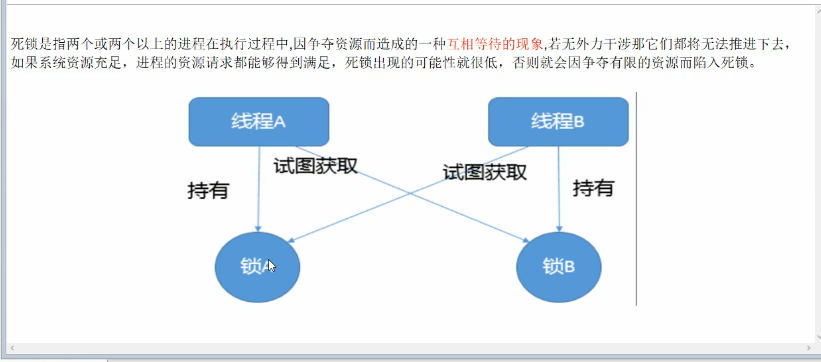 死锁是指两个或两个以上的进程在执行过程中,因争夺资源而造成的一种互相等待的现象,若无外力干涉那它们都将无法推进下去，
如果系统资源充足，进程的资源请求都能够得到满足，死锁出现的可能性就很低，否则就会因争夺有限的资源而陷入死锁。
线程A
线程B
试图获取
试图获取
持有
持有
锁A
锁B